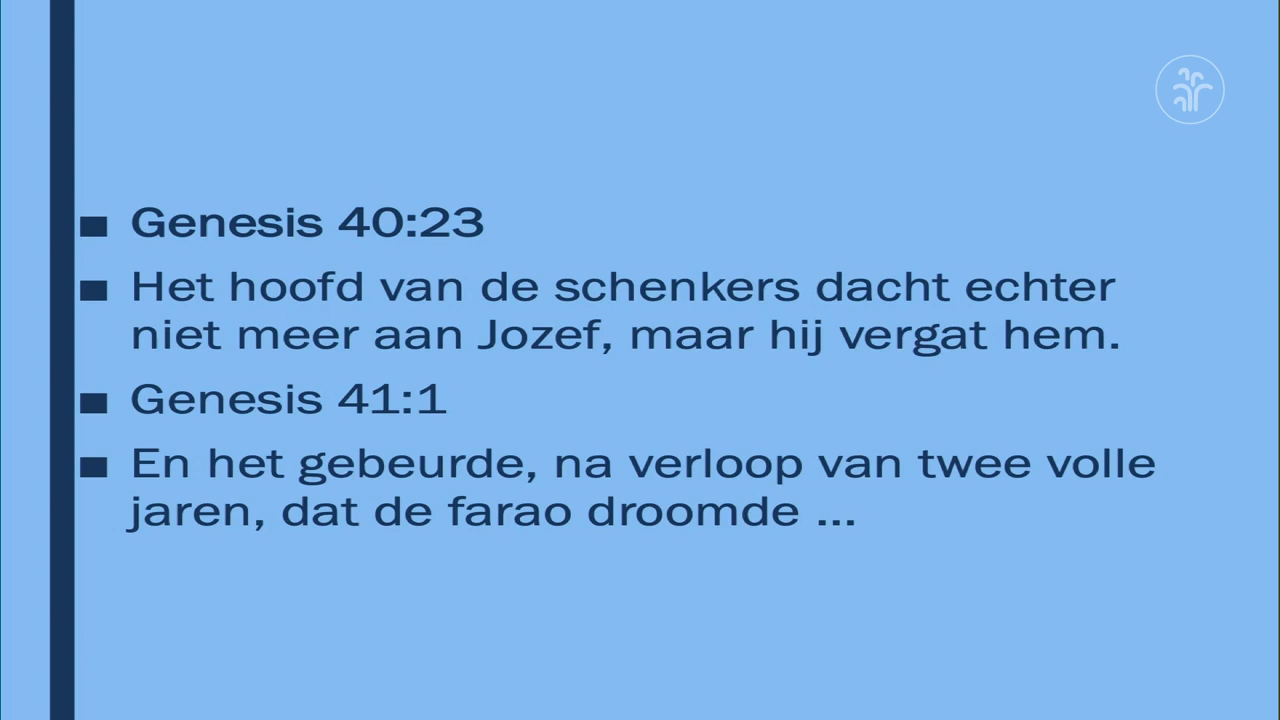 Genesis 40:23
Het hoofd van de schenkers dacht echter
niet meer aan Jozef, maar hij vergat hem.
Genesis 41:1
En het gebeurde, na verloop van twee volle
jaren, dat de farao droomde ...